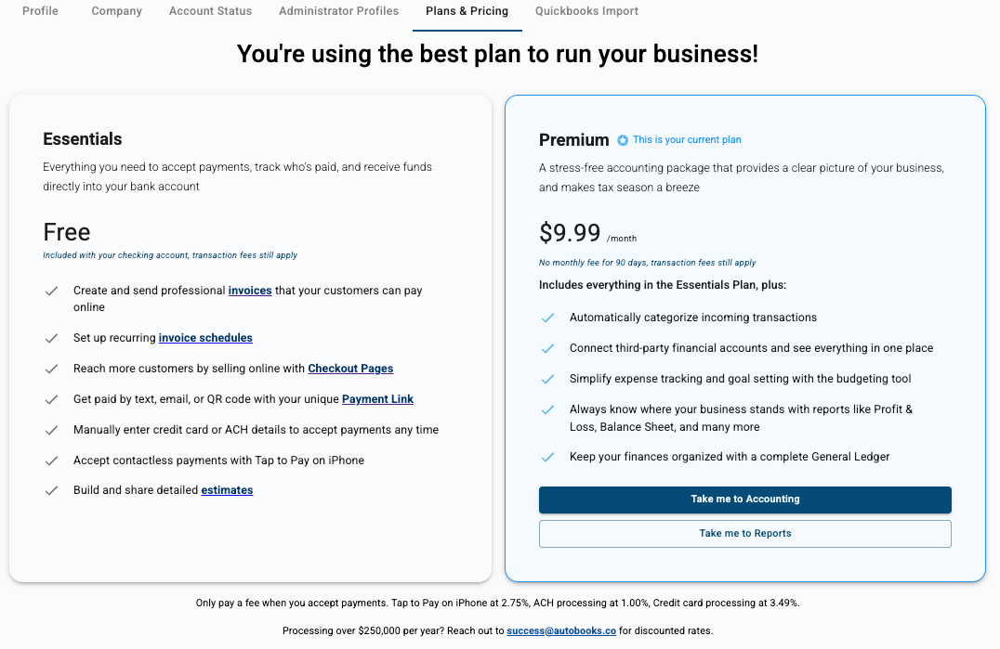 Profile
Company
Account Status
Administrator Profiles
Plans & Pricing
Quickbooks Import
You're using the best plan to run your business!
Essentials
Everything you need to accept payments, track who's paid, and receive funds
directly into your bank account
Free
Included with your checking account, transaction fees still apply
Create and send professional invoices that your customers can pay
online
Set up recurring invoice schedules
Reach more customers by selling online with Checkout Pages
Get paid by text, email, or QR code with your unique Payment Link
Manually enter credit card or ACH details to accept payments any time
Accept contactless payments with Tap to Pay on iPhone
Build and share detailed estimates
Premium This is your current plan
A stress-free accounting package that provides a clear picture of your business,
and makes tax season a breeze
$9.99 /month
No monthly fee for 90 days, transaction fees still apply
Includes everything in the Essentials Plan, plus:
Automatically categorize incoming transactions
Connect third-party financial accounts and see everything in one place
Simplify expense tracking and goal setting with the budgeting tool
Always know where your business stands with reports like Profit &
Loss, Balance Sheet, and many more
Keep your finances organized with a complete General Ledger
Take me to Accounting
Take me to Reports
Only pay a fee when you accept payments. Tap to Pay on iPhone at 2.75%, ACH processing at 1.00%, Credit card processing at 3.49%.
Processing over $250,000 per year? Reach out to success@autobooks.co for discounted rates.